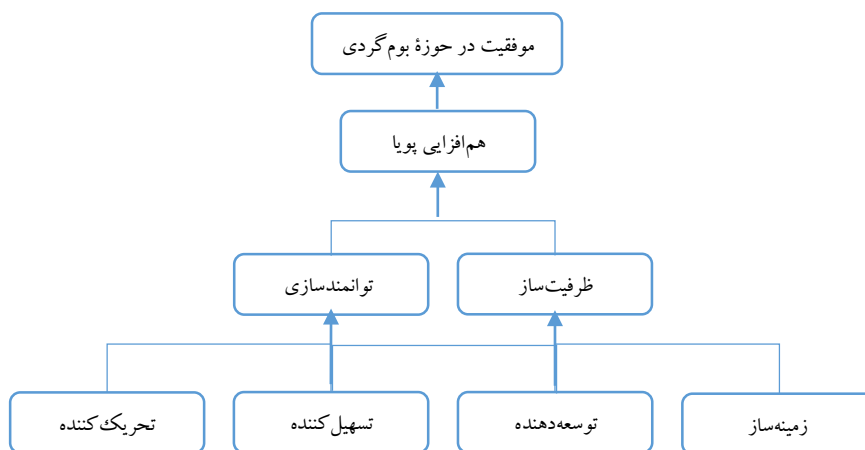 موفقیت در حوزهٔ بوم‌گردی
هم‌افزایی پویا
ظرفیت‌ساز
توانمندسازی
زمینه‌ساز
توسعه‌دهنده
تسهیل‌کننده
تحریک‌کننده